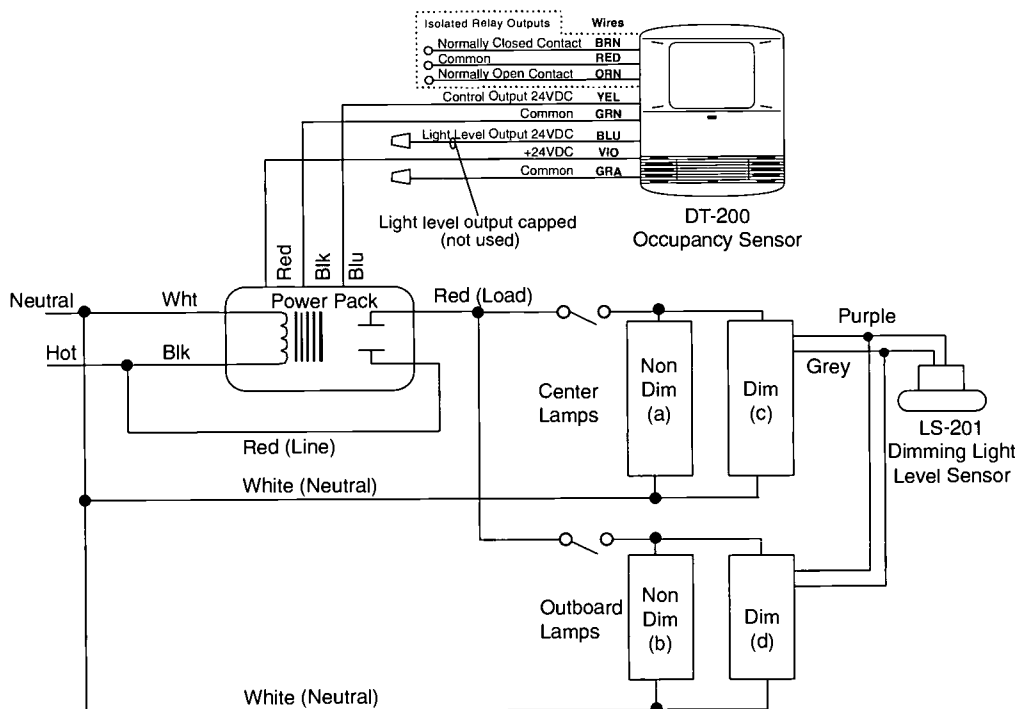 Isolated Relay Outputs Wires
Normally Closed Contact BRN
Common RED
Normally Open Contact ORN
Control Output 24VDC YEL
Common GRN
Light Level Output 24VDC BLU
+24VDC VIO
Common GRA
DT-200
Occupancy Sensor
Light level output capped
(not used)
Red
Blk
Blu
Neutral
Wht
Power Pack
Red (Load)
Hot
Blk
Red (Line)
White (Neutral)
Center
Lamps
Non
Dim
(a)
Dim
(c)
Purple
Grey
LS-201
Dimming Light
Level Sensor
Outboard
Lamps
Non
Dim
(b)
Dim
(d)
White (Neutral)